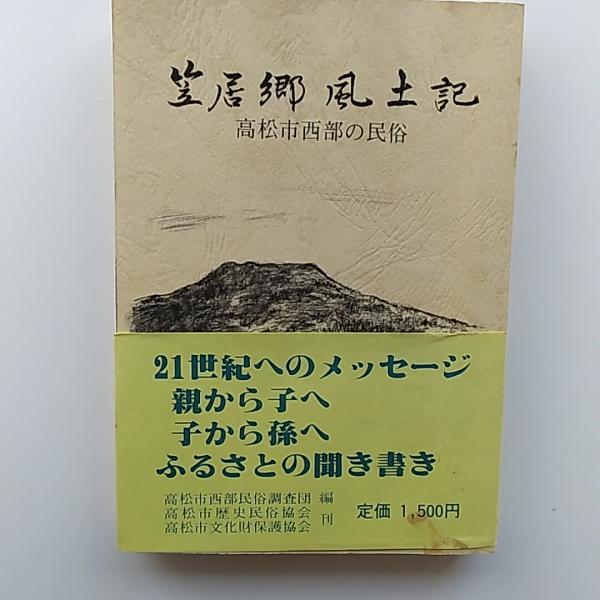 笠居郷風土記
高松市西部の民俗
21世紀へのメッセージ
親から子へ
子から孫へ
ふるさとの聞き書き
高松市西部民俗調査団 編
高松市歴史民俗協会
高松市文化財保護協会 刊
定価 1,500円